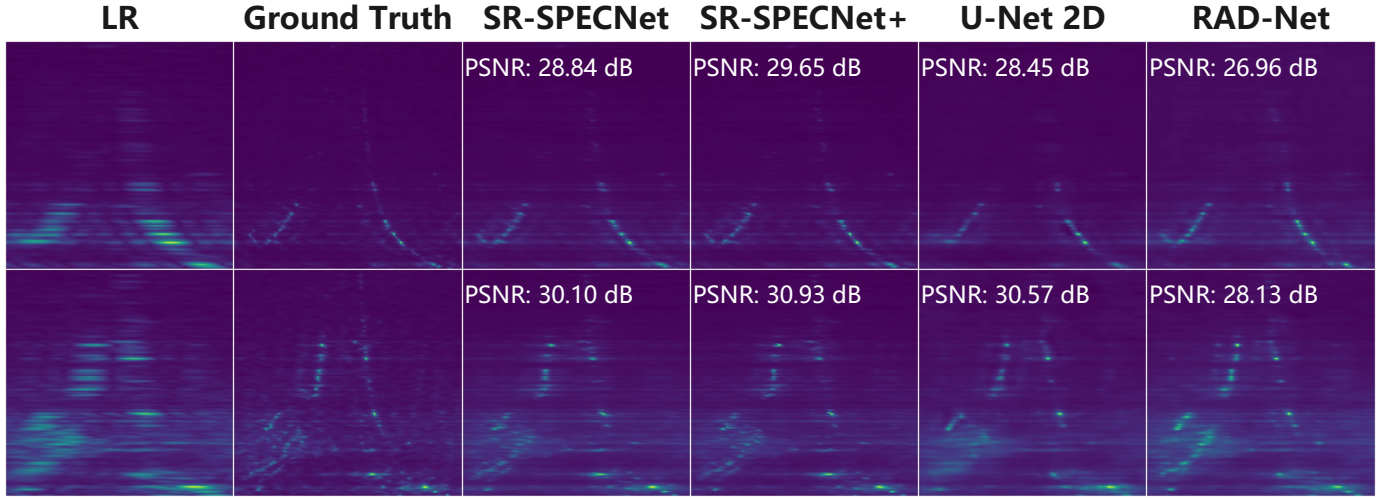 LR Ground Truth SR-SPECNet SR-SPECNet+ U-Net 2D RAD-Net
PSNR: 28.84 dB PSNR: 29.65 dB PSNR: 28.45 dB PSNR: 26.96 dB
PSNR: 30.10 dB PSNR: 30.93 dB PSNR: 30.57 dB PSNR: 28.13 dB